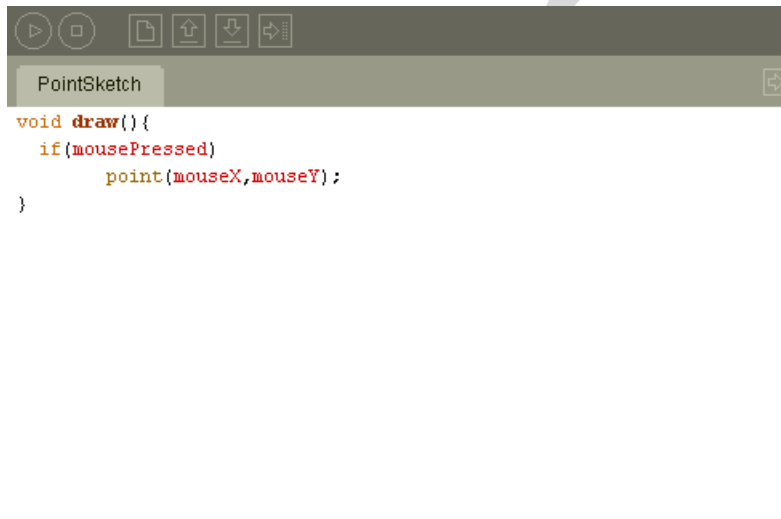 PointSketch
void draw(){
  if(mousePressed)
        point(mouseX,mouseY);
}